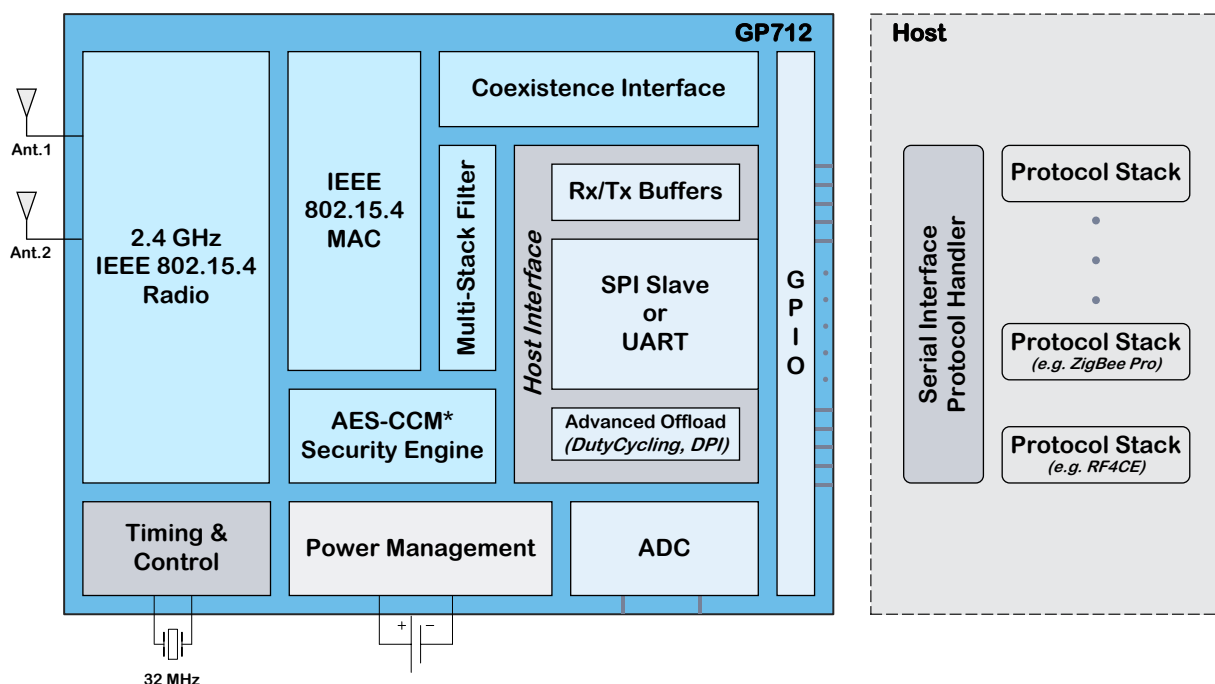 GP712
Host
Coexistence Interface
Ant.1
Ant.2
2.4 GHz
IEEE 802.15.4
Radio
IEEE
802.15.4
MAC
Multi-Stack Filter
Host Interface
Rx/Tx Buffers
SPI Slave
or
UART
Advanced Offload
(DutyCycling, DPI)
AES-CCM*
Security Engine
G
P
I
O
Timing &
Control
Power Management
ADC
+ −
32 MHz
Serial Interface
Protocol Handler
Protocol Stack
Protocol Stack
(e.g. ZigBee Pro)
Protocol Stack
(e.g. RF4CE)